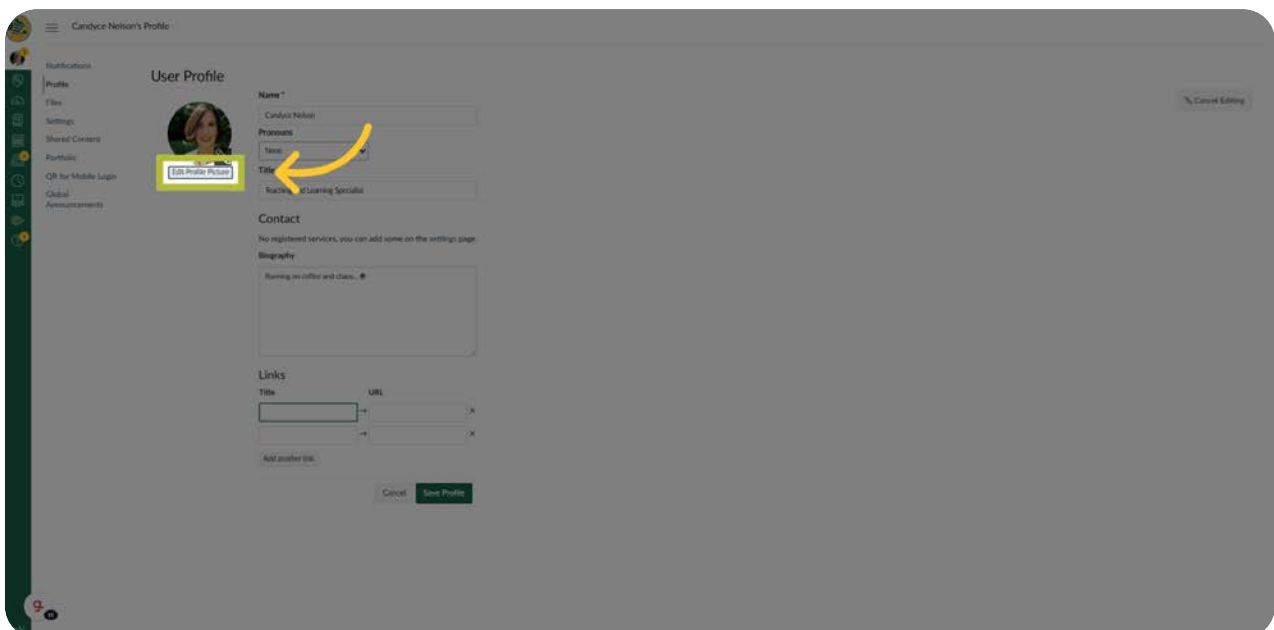 Candyce Nelson's Profile
Notifications
Profile
Files
Settings
Shared Content
Portfolio
QR for Mobile Login
Global
Announcements
User Profile
Edit Profile Picture
Name *
Candyce Nelson
Pronouns
None
Title
Teaching and Learning Specialist
Contact
No registered services, you can add some on the settings page
Biography
Running on coffee and chaos..
Links
Title URL
→ ×
→ ×
Add another link
Cancel Save Profile
Cancel Editing
g.